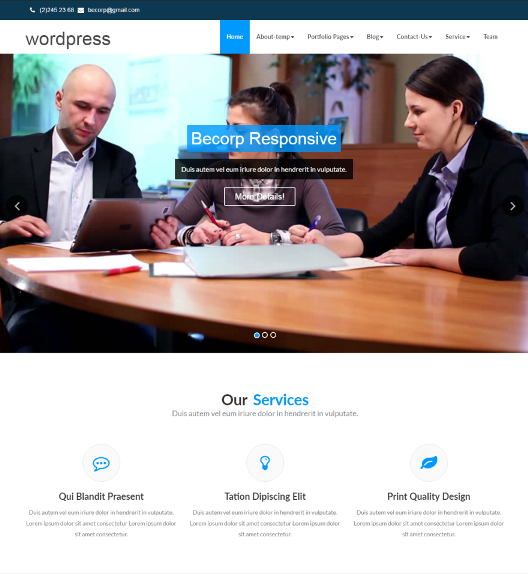 (2)245 23 68 becorp@gmail.com
wordpress
Home About-temp Portfolio Pages Blog Contact-Us Service Team
Becorp Responsive
Duis autem vel eum iriure dolor in hendrerit in vulputate.
More Details!
Our Services
Duis autem vel eum iriure dolor in hendrerit in vulputate.
Qui Blandit Praesent
Duis autem vel eum iriure dolor in hendrerit in vulputate.
Lorem ipsum dolor sit amet consectetur Lorem ipsum dolor
sit amet consectetur.
Tation Dipiscing Elit
Duis autem vel eum iriure dolor in hendrerit in vulputate.
Lorem ipsum dolor sit amet consectetur Lorem ipsum dolor
sit amet consectetur.
Print Quality Design
Duis autem vel eum iriure dolor in hendrerit in vulputate.
Lorem ipsum dolor sit amet consectetur Lorem ipsum dolor
sit amet consectetur.